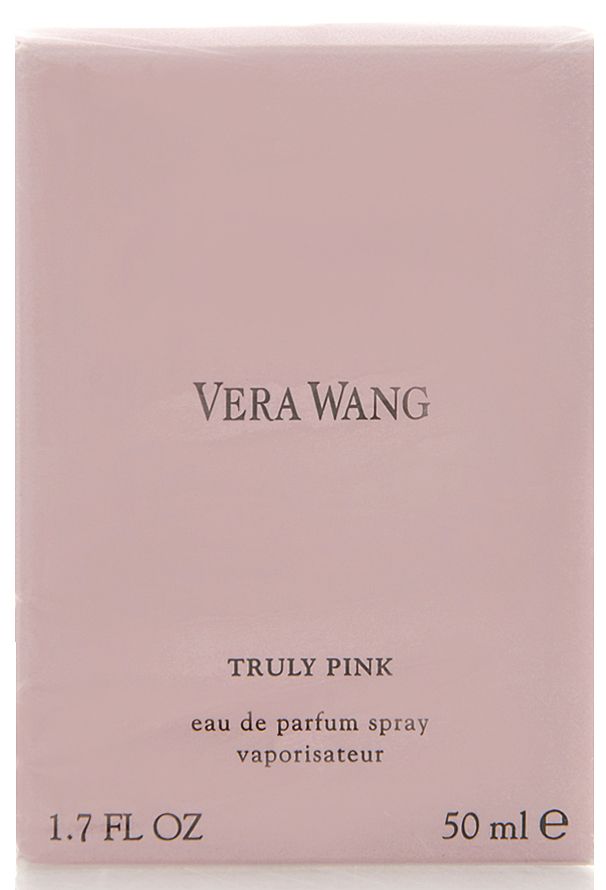 VERA WANG
TRULY PINK
eau de parfum spray
vaporisateur
1.7 FL OZ 50 ml ℮